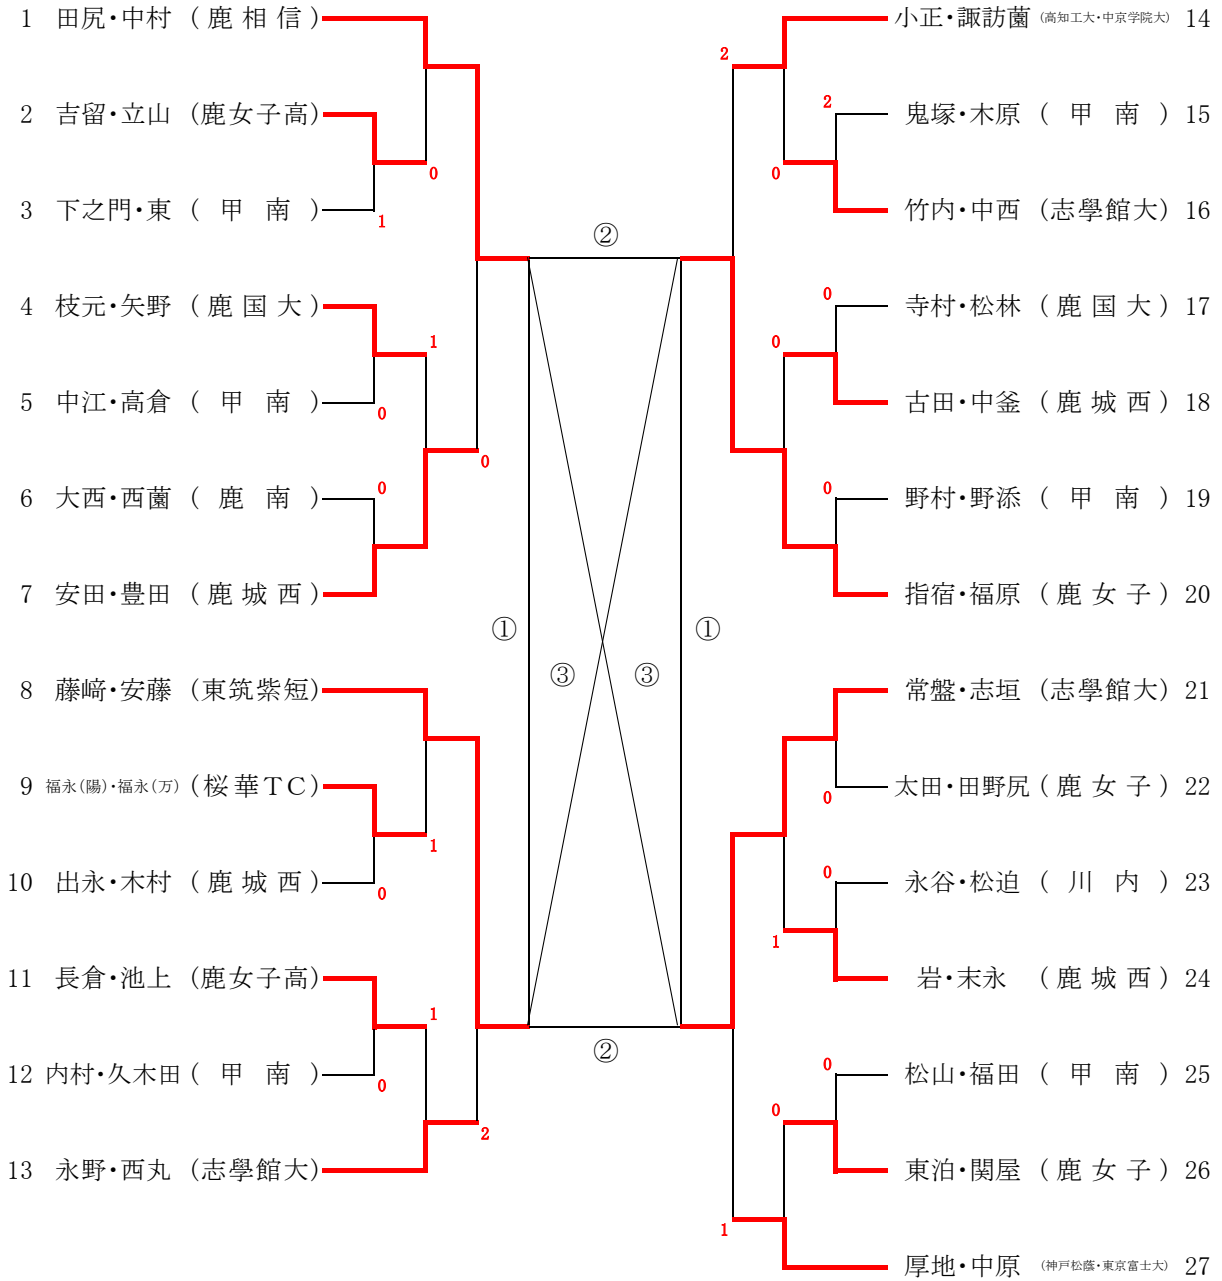 1 田尻・中村 (鹿相信)
2 吉留・立山 (鹿女子高)
0
3 下之門・東 (甲南)
1
4 枝元・矢野 (鹿国大)
1
5 中江・高倉 (甲南)
0
0
6 大西・西薗 (鹿南)
0
7 安田・豊田 (鹿城西)
8 藤﨑・安藤 (東筑紫短)
9 福永(陽)・福永(万) (桜華TC)
1
10 出永・木村 (鹿城西)
0
11 長倉・池上 (鹿女子高)
1
12 内村・久木田 (甲南)
0
2
13 永野・西丸 (志學館大)
②
①
①
③
③
②
小正・諏訪薗 (高知工大・中京学院大) 14
2
2
鬼塚・木原 (甲南) 15
0
竹内・中西 (志學館大) 16
0
寺村・松林 (鹿国大) 17
0
古田・中釜 (鹿城西) 18
0
野村・野添 (甲南) 19
指宿・福原 (鹿女子) 20
常盤・志垣 (志學館大) 21
0
太田・田野尻 (鹿女子) 22
0
永谷・松迫 (川内) 23
1
岩・末永 (鹿城西) 24
0
松山・福田 (甲南) 25
0
東泊・関屋 (鹿女子) 26
1
厚地・中原 (神戸松蔭・東京富士大) 27